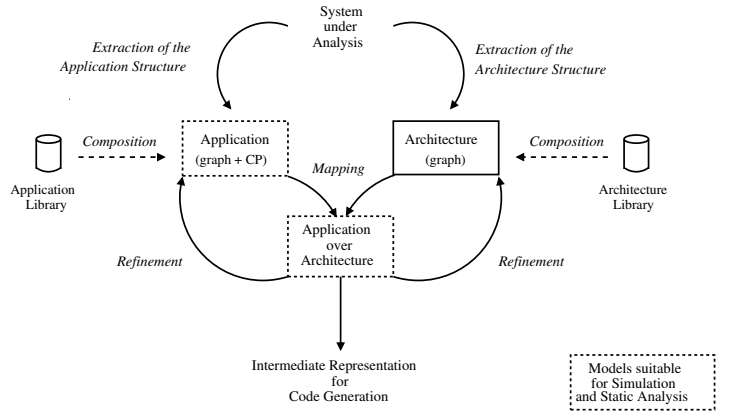 System
under
Analysis
Extraction of the
Application Structure
Extraction of the
Architecture Structure
Composition
Application
(graph + CP)
Mapping
Architecture
(graph)
Composition
Application
Library
Architecture
Library
Application
over
Architecture
Refinement
Refinement
Intermediate Representation
for
Code Generation
Models suitable
for Simulation
and Static Analysis